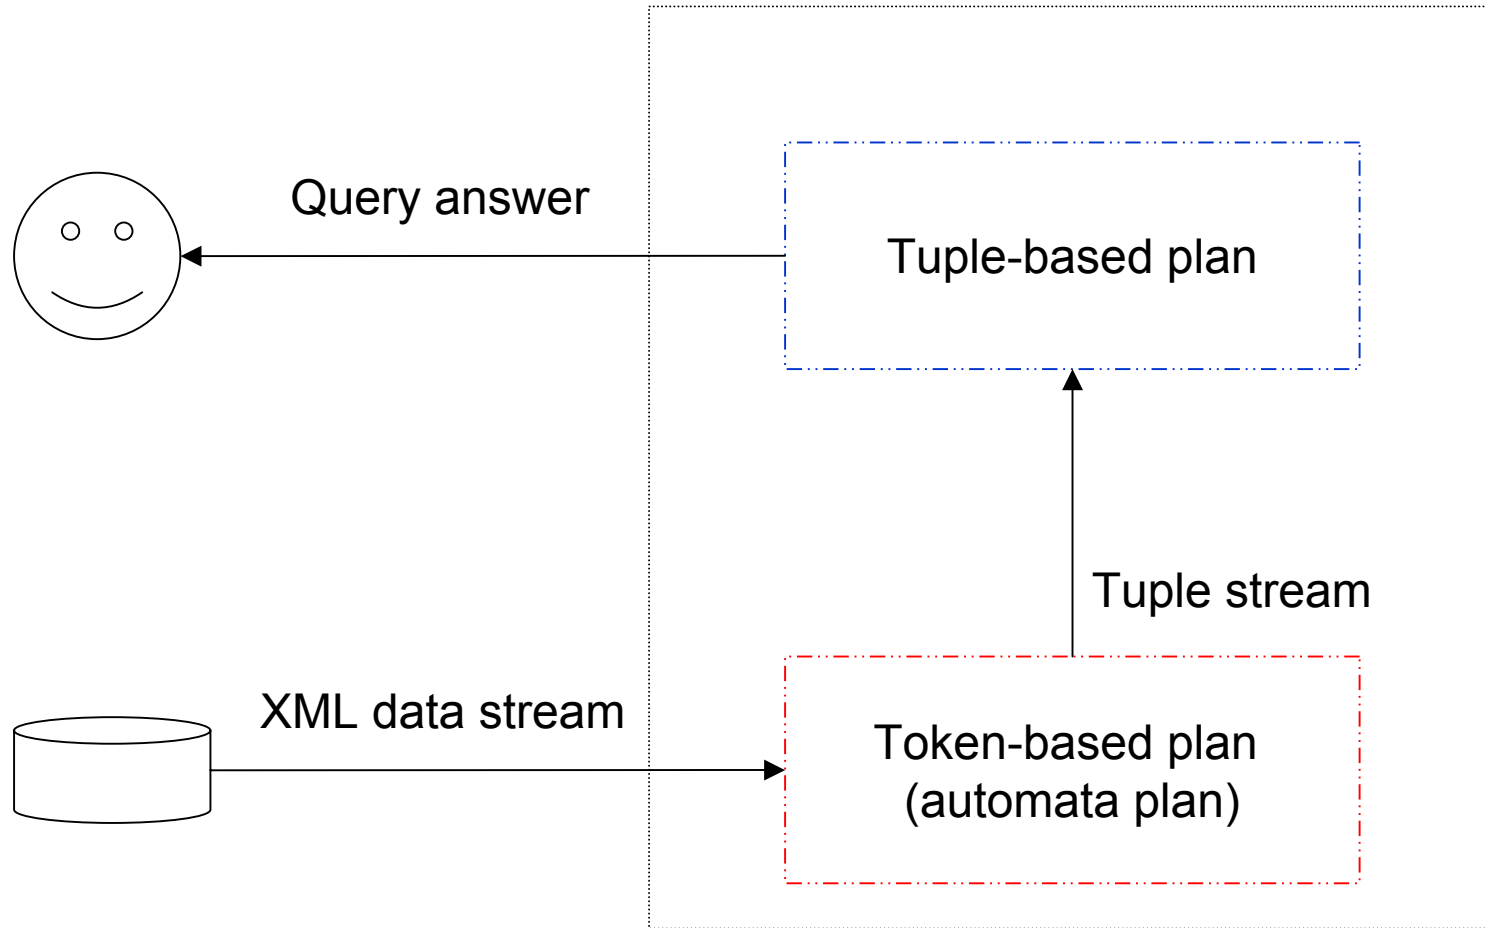 Query answer
Tuple-based plan
Tuple stream
XML data stream
Token-based plan
(automata plan)